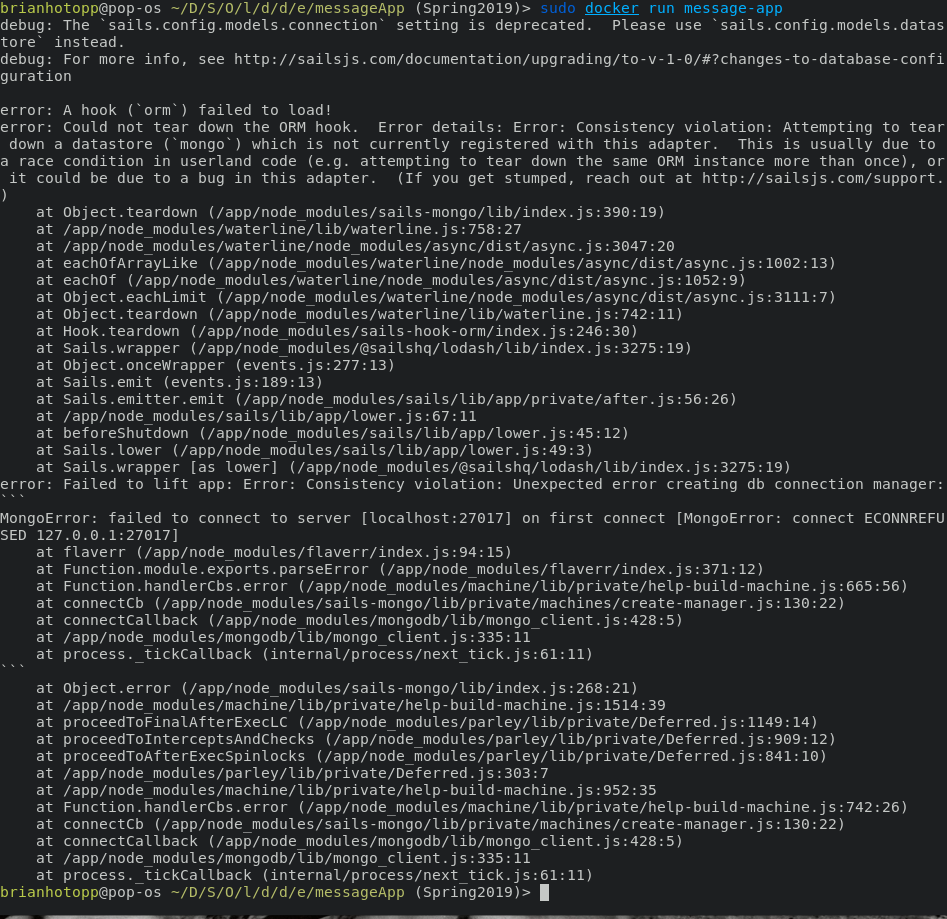 brianhotopp@pop-os ~/D/S/O/l/d/d/e/messageApp (Spring2019)> sudo docker run message-app
debug: The `sails.config.models.connection` setting is deprecated.  Please use `sails.config.models.datas
tore` instead.
debug: For more info, see http://sailsjs.com/documentation/upgrading/to-v-1-0/#?changes-to-database-confi
guration
error: A hook (`orm`) failed to load!
error: Could not tear down the ORM hook.  Error details: Error: Consistency violation: Attempting to tear
 down a datastore (`mongo`) which is not currently registered with this adapter.  This is usually due to
a race condition in userland code (e.g. attempting to tear down the same ORM instance more than once), or
 it could be due to a bug in this adapter.  (If you get stumped, reach out at http://sailsjs.com/support.
)
    at Object.teardown (/app/node_modules/sails-mongo/lib/index.js:390:19)
    at /app/node_modules/waterline/lib/waterline.js:758:27
    at /app/node_modules/waterline/node_modules/async/dist/async.js:3047:20
    at eachOfArrayLike (/app/node_modules/waterline/node_modules/async/dist/async.js:1002:13)
    at eachOf (/app/node_modules/waterline/node_modules/async/dist/async.js:1052:9)
    at Object.eachLimit (/app/node_modules/waterline/node_modules/async/dist/async.js:3111:7)
    at Object.teardown (/app/node_modules/waterline/lib/waterline.js:742:11)
    at Hook.teardown (/app/node_modules/sails-hook-orm/index.js:246:30)
    at Sails.wrapper (/app/node_modules/@sailshq/lodash/lib/index.js:3275:19)
    at Object.onceWrapper (events.js:277:13)
    at Sails.emit (events.js:189:13)
    at Sails.emitter.emit (/app/node_modules/sails/lib/app/private/after.js:56:26)
    at /app/node_modules/sails/lib/app/lower.js:67:11
    at beforeShutdown (/app/node_modules/sails/lib/app/lower.js:45:12)
    at Sails.lower (/app/node_modules/sails/lib/app/lower.js:49:3)
    at Sails.wrapper [as lower] (/app/node_modules/@sailshq/lodash/lib/index.js:3275:19)
error: Failed to lift app: Error: Consistency violation: Unexpected error creating db connection manager:
```
MongoError: failed to connect to server [localhost:27017] on first connect [MongoError: connect ECONNREFU
SED 127.0.0.1:27017]
    at flaverr (/app/node_modules/flaverr/index.js:94:15)
    at Function.module.exports.parseError (/app/node_modules/flaverr/index.js:371:12)
    at Function.handlerCbs.error (/app/node_modules/machine/lib/private/help-build-machine.js:665:56)
    at connectCb (/app/node_modules/sails-mongo/lib/private/machines/create-manager.js:130:22)
    at connectCallback (/app/node_modules/mongodb/lib/mongo_client.js:428:5)
    at /app/node_modules/mongodb/lib/mongo_client.js:335:11
    at process._tickCallback (internal/process/next_tick.js:61:11)
```
    at Object.error (/app/node_modules/sails-mongo/lib/index.js:268:21)
    at /app/node_modules/machine/lib/private/help-build-machine.js:1514:39
    at proceedToFinalAfterExecLC (/app/node_modules/parley/lib/private/Deferred.js:1149:14)
    at proceedToInterceptsAndChecks (/app/node_modules/parley/lib/private/Deferred.js:909:12)
    at proceedToAfterExecSpinlocks (/app/node_modules/parley/lib/private/Deferred.js:841:10)
    at /app/node_modules/parley/lib/private/Deferred.js:303:7
    at /app/node_modules/machine/lib/private/help-build-machine.js:952:35
    at Function.handlerCbs.error (/app/node_modules/machine/lib/private/help-build-machine.js:742:26)
    at connectCb (/app/node_modules/sails-mongo/lib/private/machines/create-manager.js:130:22)
    at connectCallback (/app/node_modules/mongodb/lib/mongo_client.js:428:5)
    at /app/node_modules/mongodb/lib/mongo_client.js:335:11
    at process._tickCallback (internal/process/next_tick.js:61:11)
brianhotopp@pop-os ~/D/S/O/l/d/d/e/messageApp (Spring2019)>